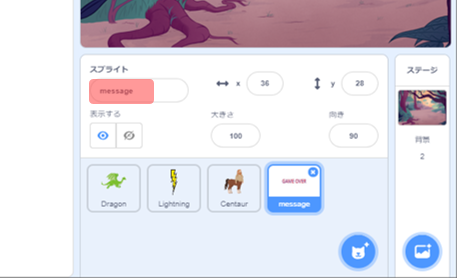 スプライト
ステージ
message
x
36
y
28
表示する
大きさ
向き
100
90
背景
2
GAME OVER
Dragon
Lightning
Centaur
message